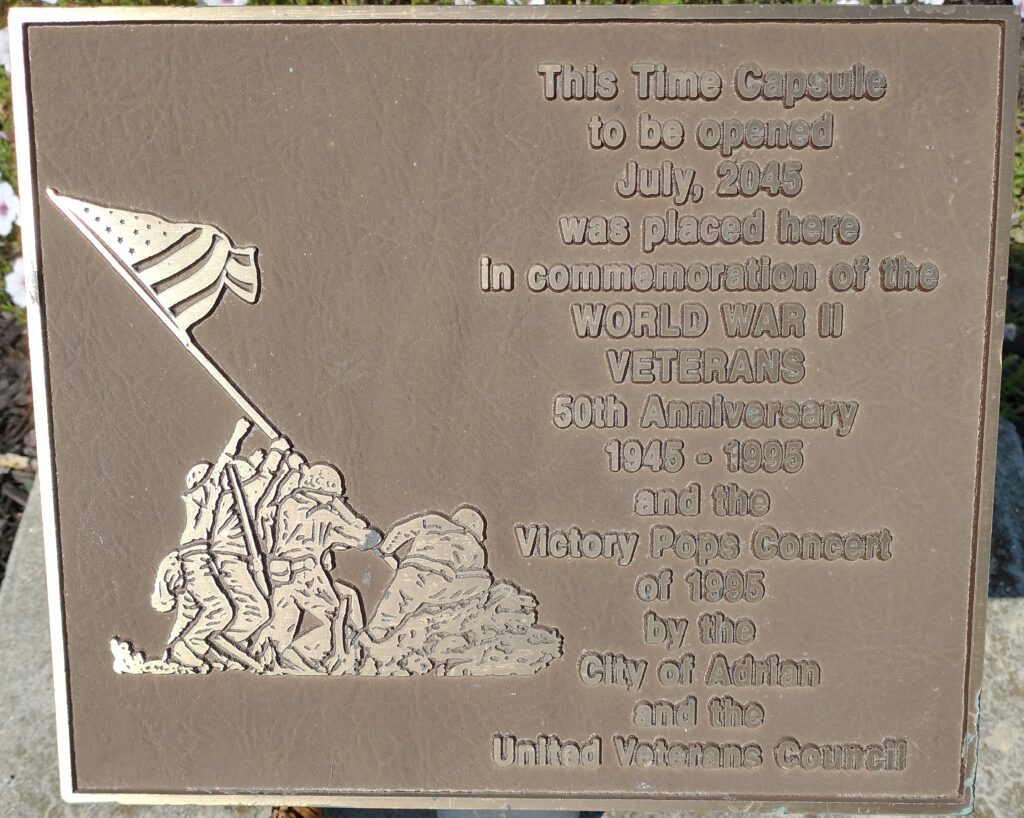 This Time Capsule
to be opened
July, 2045
was placed here
in commemoration of the
WORLD WAR II
VETERANS
50th Anniversary
1945 - 1995
and the
Victory Pops Concert
of 1995
by the
City of Adrian
and the
United Veterans Council